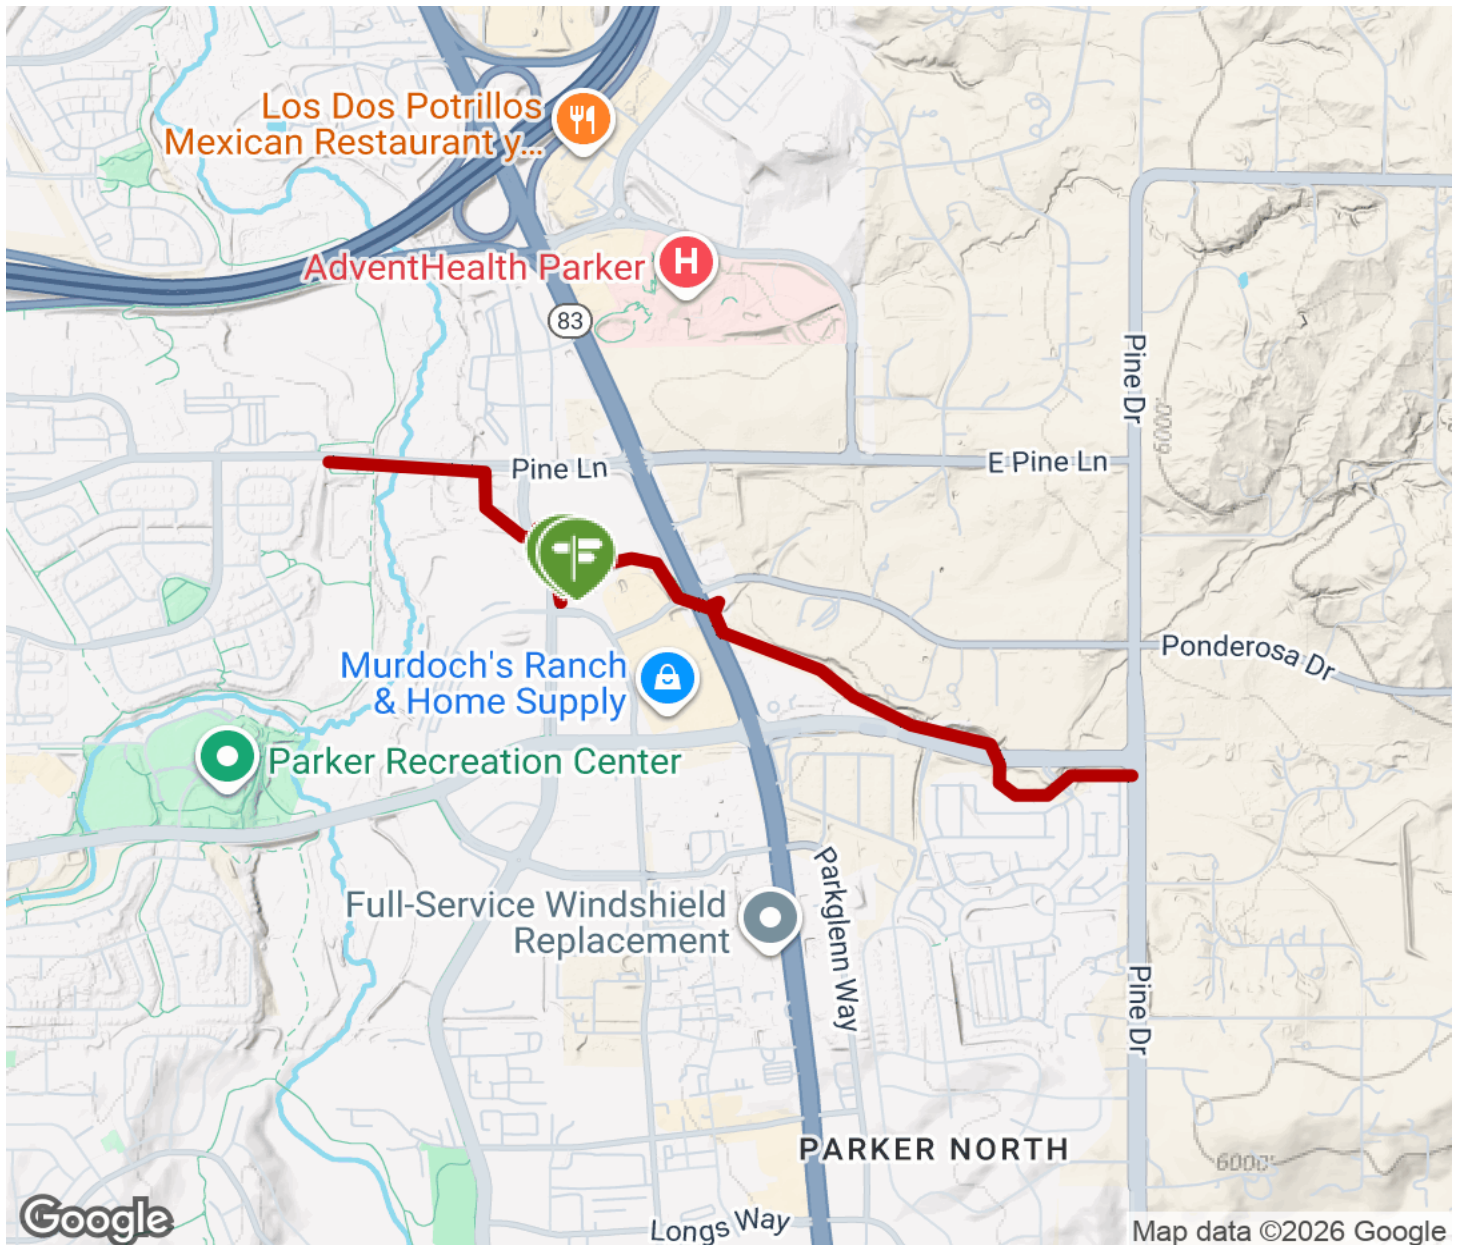 Los Dos Potrillos
Mexican Restaurant y...
AdventHealth Parker
H
83
Pine Dr
6000
Pine Ln
E Pine Ln
Ponderosa Dr
Murdoch's Ranch
& Home Supply
Parker Recreation Center
Parkglenn Way
Full-Service Windshield
Replacement
Pine Dr
PARKER NORTH
6000'
Longs Way
Google
Map data ©2026 Google